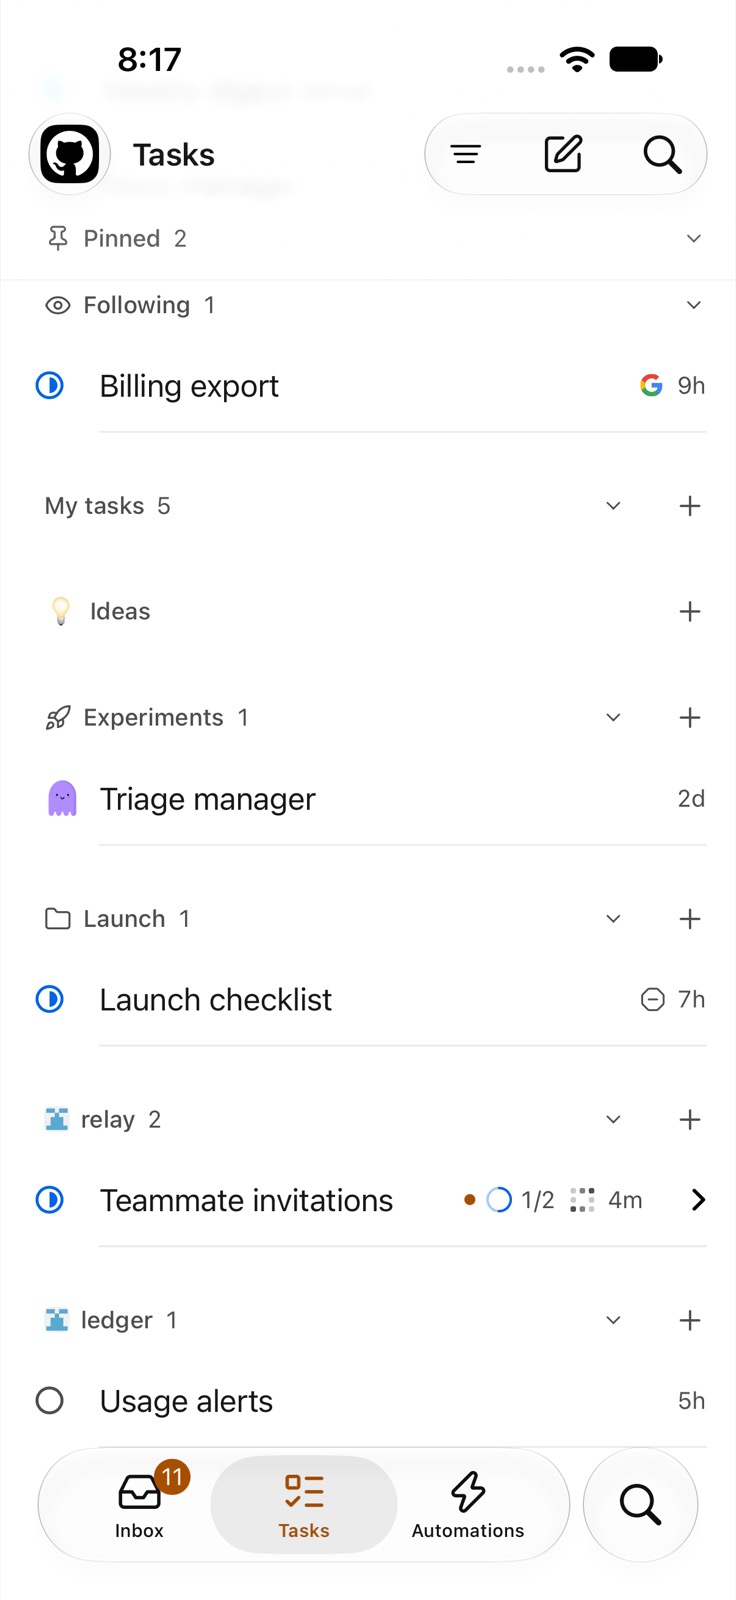 8:17
Tasks
Pinned 2
Following 1
Billing export 9h
My tasks 5
Ideas
Experiments 1
Triage manager 2d
Launch 1
Launch checklist 7h
relay 2
Teammate invitations 1/2 4m
ledger 1
Usage alerts 5h
11
Inbox Tasks Automations